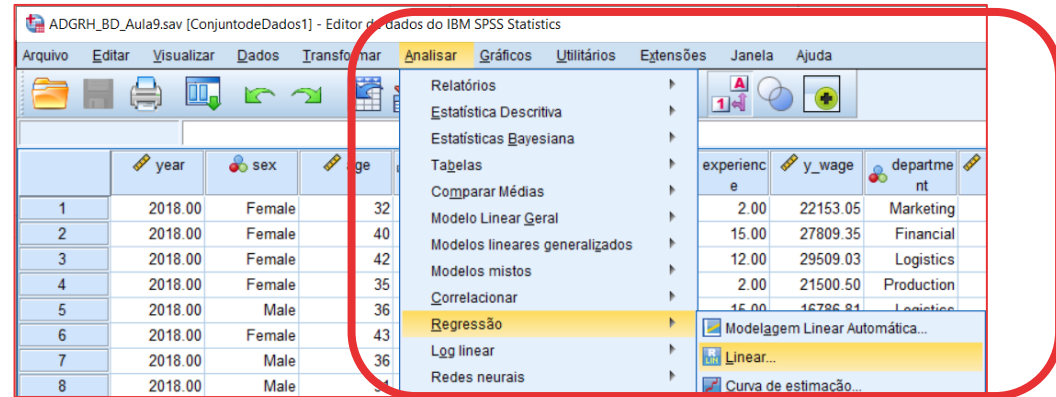 ADGRH_BD_Aula9.sav [ConjuntodeDados1] - Editor de dados do IBM SPSS Statistics
Arquivo Editar Visualizar Dados Transformar Analisar Gráficos Utilitários Extensões Janela Ajuda
Relatórios
Estatística Descritiva
Estatísticas Bayesiana
Tabelas
Comparar Médias
Modelo Linear Geral
Modelos lineares generalizados
Modelos mistos
Correlacionar
Regressão
Log linear
Redes neurais
Modelagem Linear Automática...
Linear...
Curva de estimação...
A
1
year sex age experienc y_wage departme
e nt
1 2018.00 Female 32 2.00 22153.05 Marketing
2 2018.00 Female 40 15.00 27809.35 Financial
3 2018.00 Female 42 12.00 29509.03 Logistics
4 2018.00 Female 35 2.00 21500.50 Production
5 2018.00 Male 36 15.00 16786.81 Logistics
6 2018.00 Female 43
7 2018.00 Male 36
8 2018.00 Male